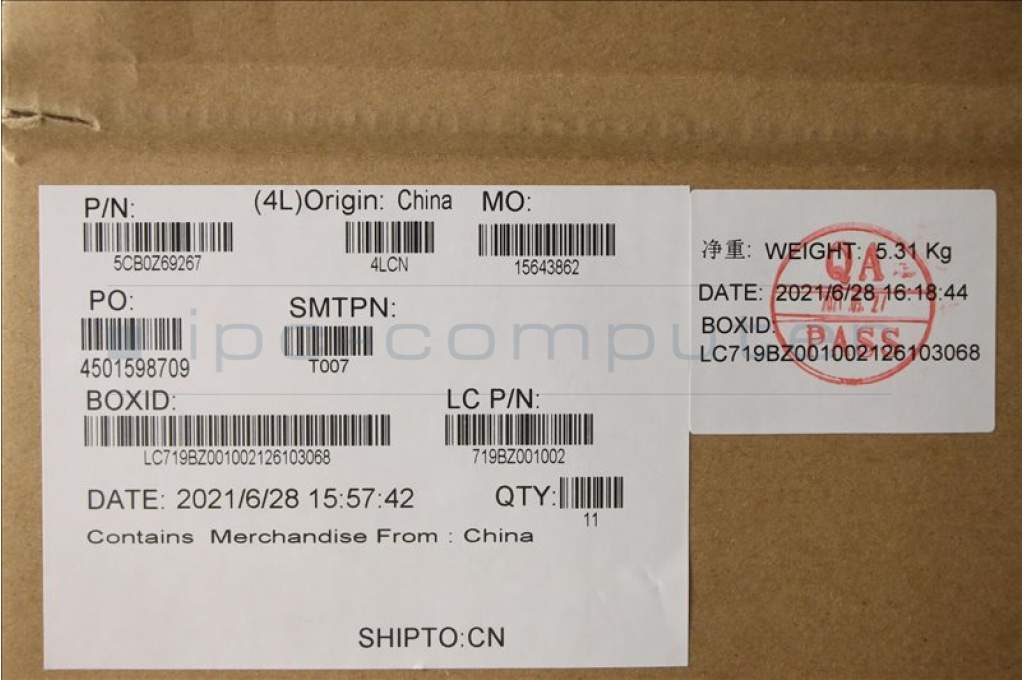 P/N:
5CB0Z69267
(4L)Origin: China
4LCN
MO:
15643862
PO:
4501598709
SMTPN:
T007
BOXID:
LC719BZ001002126103068
LC P/N:
719BZ001002
DATE: 2021/6/28 15:57:42
QTY:
11
Contains Merchandise From : China
SHIPTO:CN
净重: WEIGHT: 5.31 Kg
DATE: 2021/6/28 16:18:44
BOXID:
LC719BZ001002126103068
QA
PASS
ipc-computer